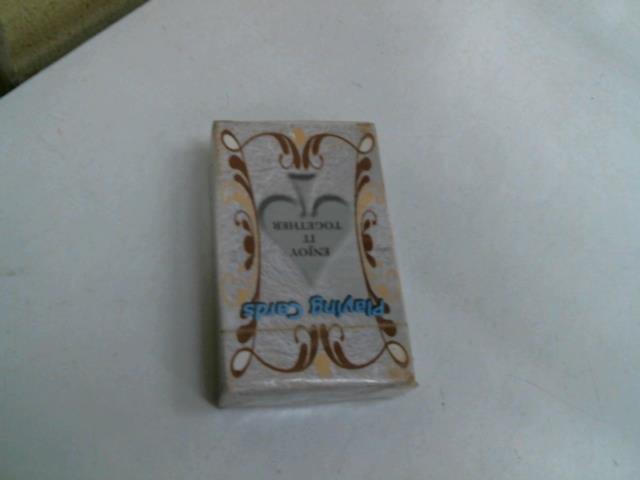 Playing Cards
ENJOY
IT
TOGETHER